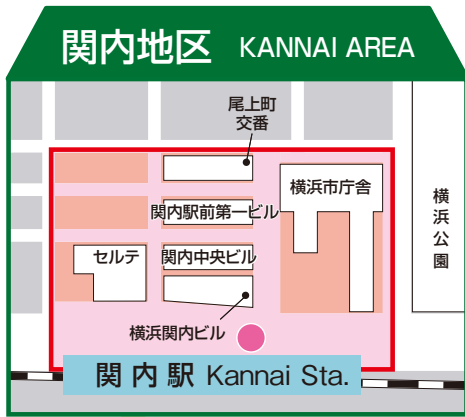 関内地区 KANNAI AREA
尾上町
交番
横浜市庁舎
関内駅前第一ビル
横浜公園
セルテ
関内中央ビル
横浜関内ビル
関内駅 Kannai Sta.